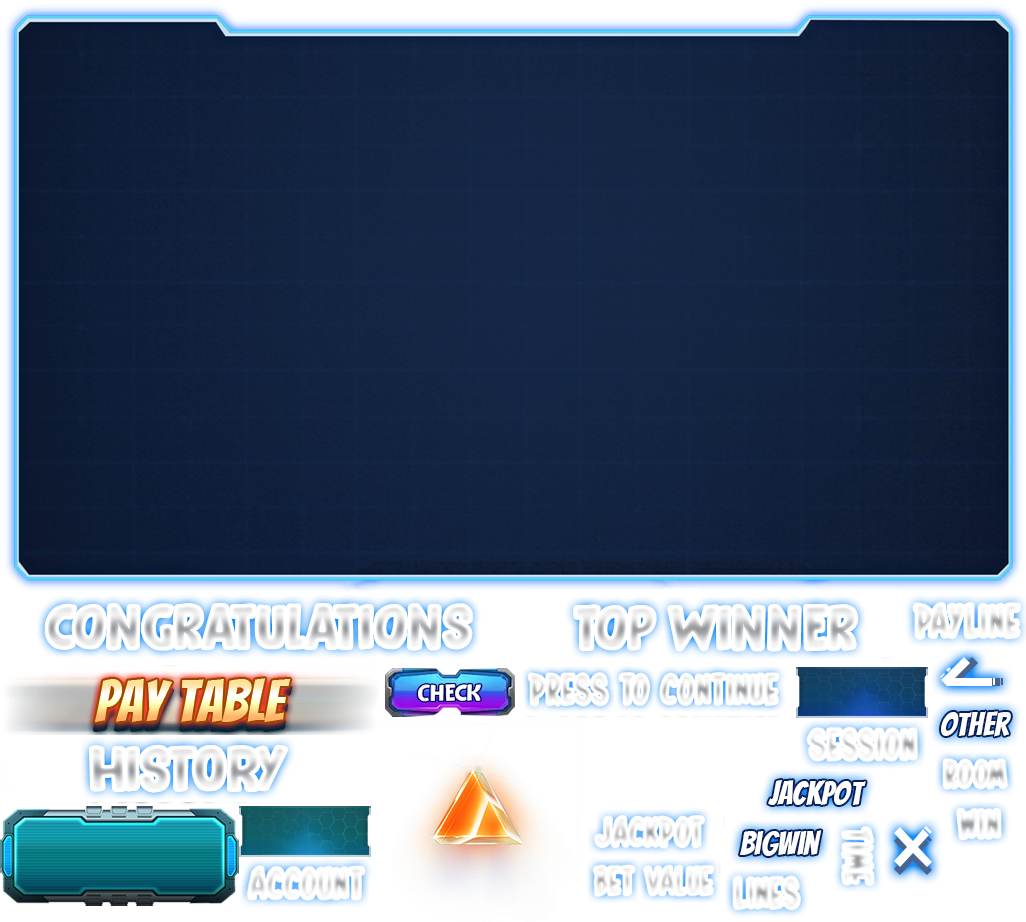 CONGRATULATIONS
TOP WINNER
PAYLINE
PAY TABLE
CHECK
PRESS TO CONTINUE
OTHER
SESSION
HISTORY
ROOM
JACKPOT
WIN
JACKPOT
BIGWIN
TIME
ACCOUNT
BET VALUE
LINES